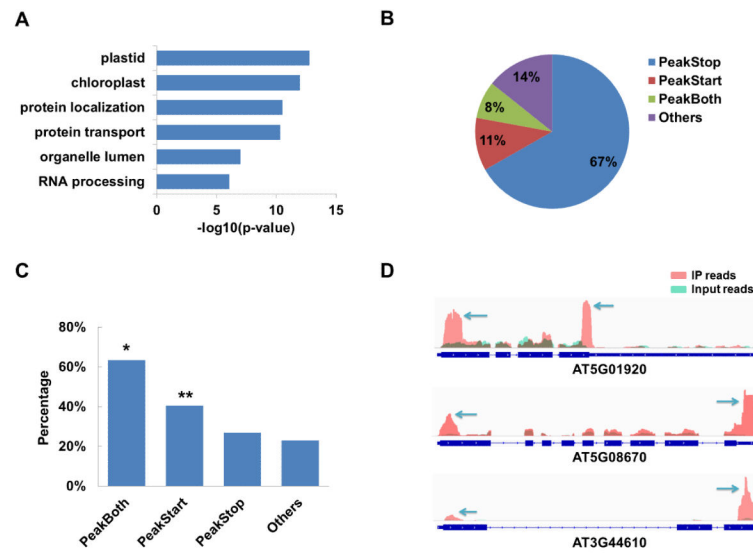 A
plastid
chloroplast
protein localization
protein transport
organelle lumen
RNA processing
0 5 10 15
-log10(p-value)
B
14%
8%
11%
67%
PeakStop
PeakStart
PeakBoth
Others
C
80%
60%
40%
20%
0%
Percentage
*
**
PeakBoth
PeakStart
PeakStop
Others
D
IP reads
Input reads
AT5G01920
AT5G08670
AT3G44610